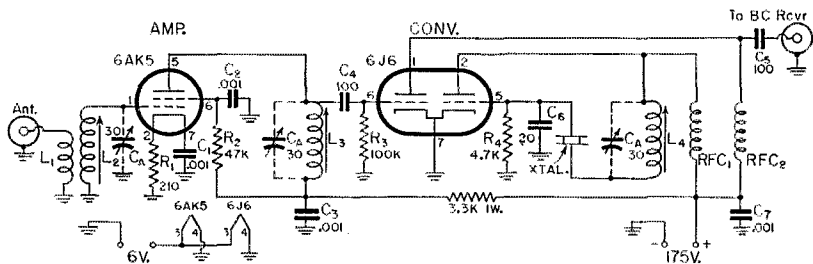 AMP.
CONV.
To BC Rcvr
6AK5
6J6
5
C2
.001
C4
100
1
2
C5
100
Ant.
1
6
6
5
L1
L2
30
CA
2
7
C1
.001
R1
210
R2
47K
CA
30
L3
R3
100K
7
R4
4.7K
C6
20
XTAL.
CA
30
L4
RFC1
RFC2
3.3K 1W.
C3
.001
C7
.001
6AK5
6J6
3
4
3
4
6V.
-
+
175V.